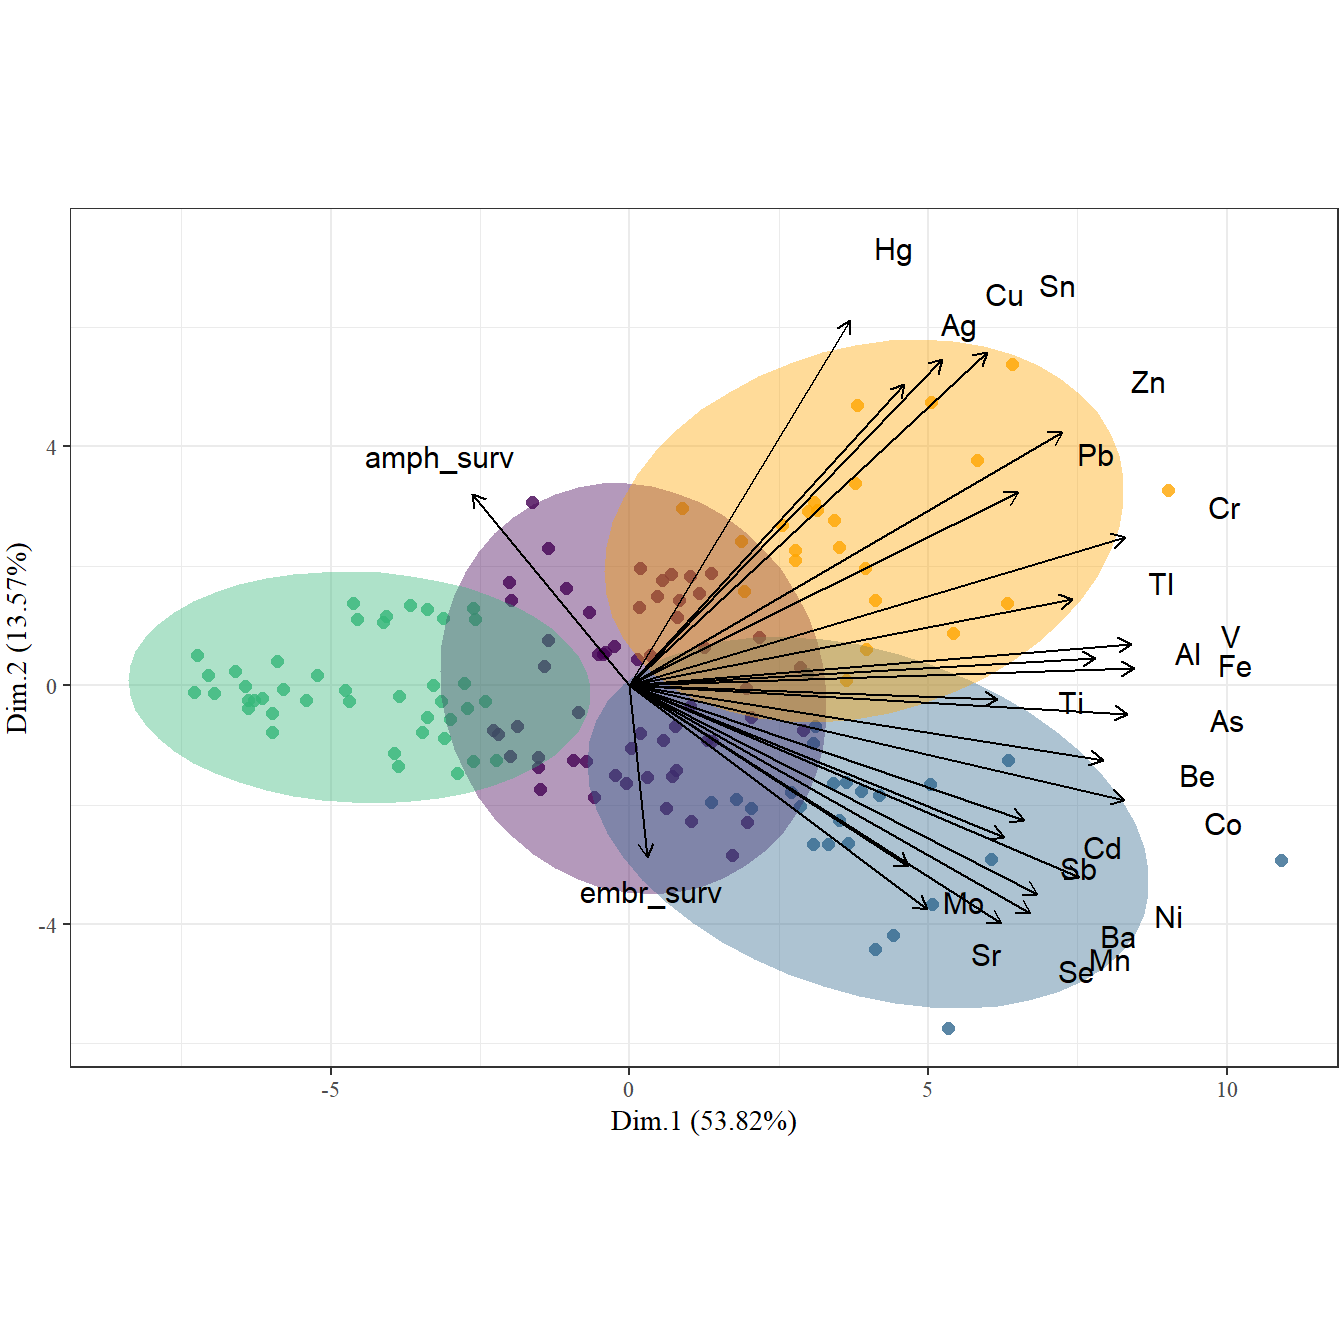 Hg
Sn
Cu
Ag
Zn
Pb
amph_surv
Cr
Tl
V
Al
Fe
Ti
As
Be
Co
Cd
Sb
embr_surv
Mo
Ni
Ba
Sr
Mn
Se
4
0
-4
Dim.2 (13.57%)
-5 0 5 10
Dim.1 (53.82%)